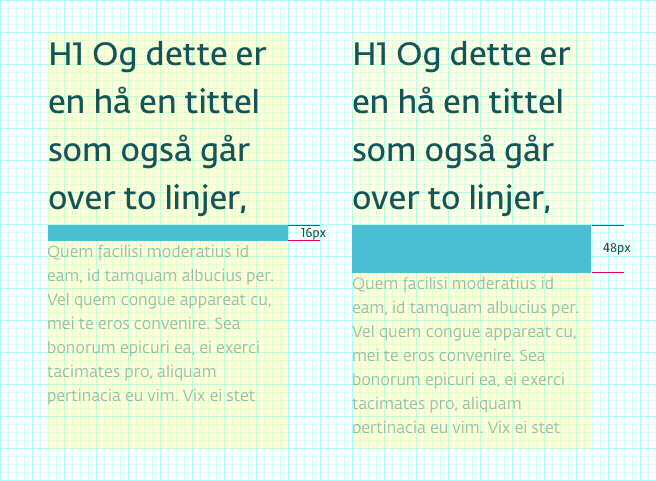 H1 Og dette er
en hå en tittel
som også går
over to linjer,
16px
Quem facilisi moderatius id
eam, id tamquam albucius per.
Vel quem congue appareat cu,
mei te eros convenire. Sea
bonorum epicuri ea, ei exerci
tacimates pro, aliquam
pertinacia eu vim. Vix ei stet
H1 Og dette er
en hå en tittel
som også går
over to linjer,
48px
Quem facilisi moderatius id
eam, id tamquam albucius per.
Vel quem congue appareat cu,
mei te eros convenire. Sea
bonorum epicuri ea, ei exerci
tacimates pro, aliquam
pertinacia eu vim. Vix ei stet